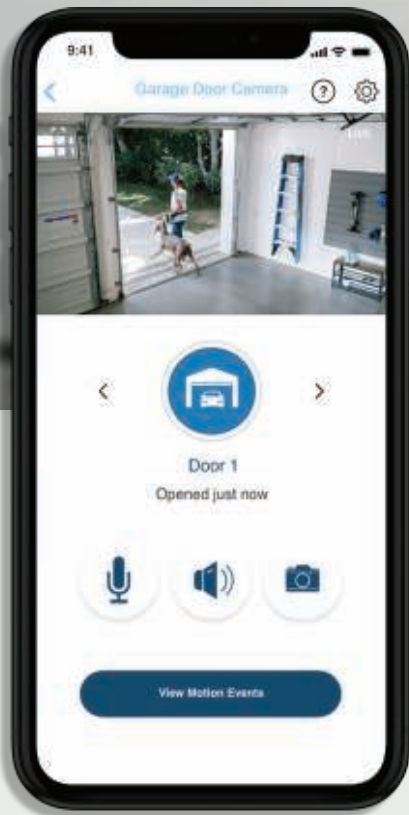 9:41
Garage Door Camera
?
Live
Door 1
Opened just now
View Motion Events